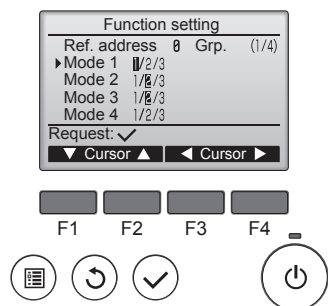 Function setting
Ref. address 0 Grp. (1/4)
Mode 1 1/2/3
Mode 2 1/2/3
Mode 3 1/2/3
Mode 4 1/2/3
Request:
Cursor Cursor
F1 F2 F3 F4